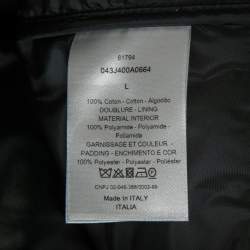 61794
043J400A0664
L
100% Cotton - Cotton - Algodão
DOUBLURE - LINING
MATERIAL INTERIOR
100% Polyamide - Polyamide -
Poliamida
GARNISSAGE ET COULEUR -
PADDING - ENCHIMENTO E COR
100% Polyester - Polyester - Poliéster
Made in ITALY
ITALIA